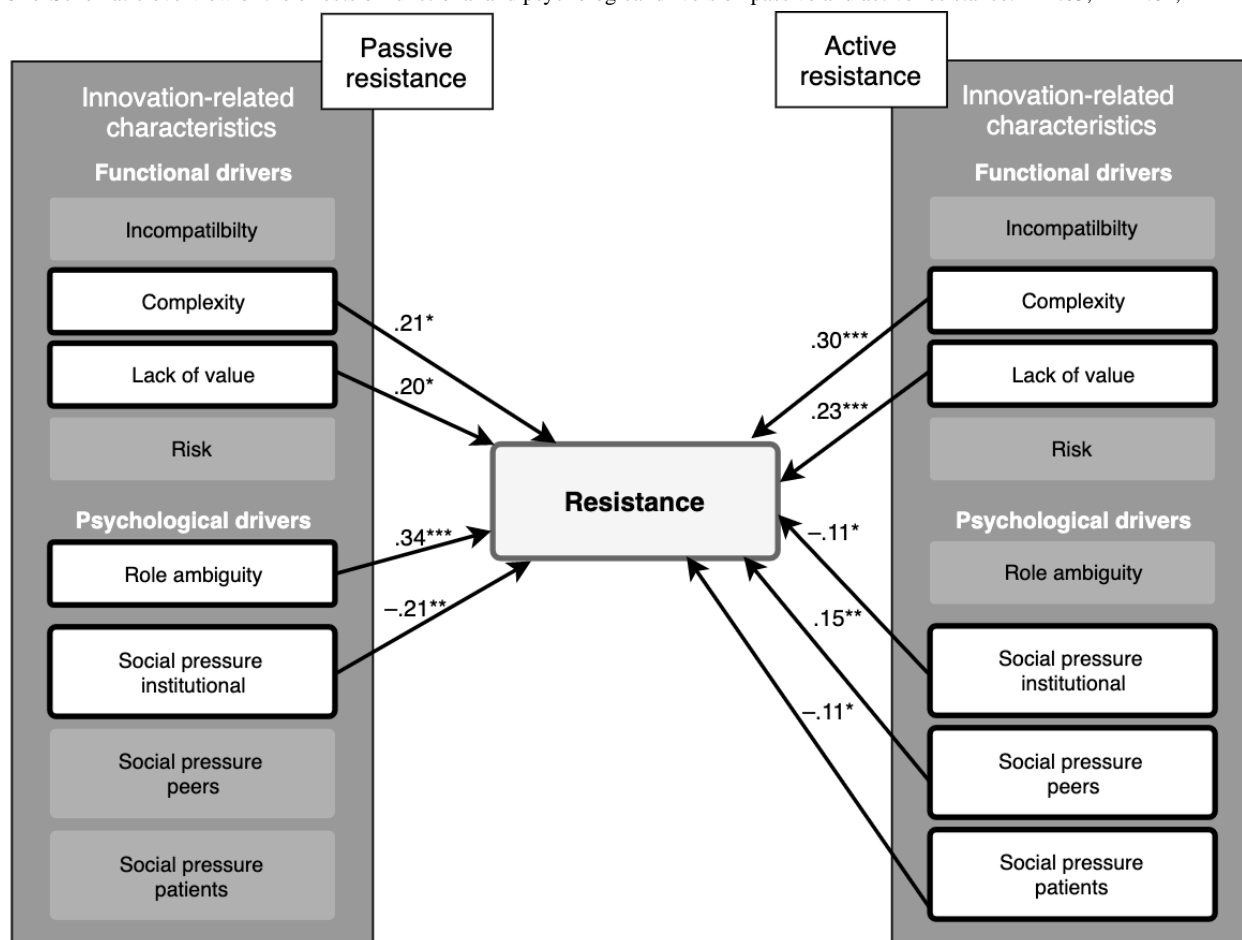 Passive
resistance
Active
resistance
Innovation-related
characteristics
Functional drivers
Incompatilbilty
Complexity
Lack of value
Risk
Psychological drivers
Role ambiguity
Social pressure
institutional
Social pressure
peers
Social pressure
patients
.21*
.20*
.34***
–.21**
Resistance
.30***
.23***
–.11*
.15**
–.11*
Innovation-related
characteristics
Functional drivers
Incompatilbilty
Complexity
Lack of value
Risk
Psychological drivers
Role ambiguity
Social pressure
institutional
Social pressure
peers
Social pressure
patients